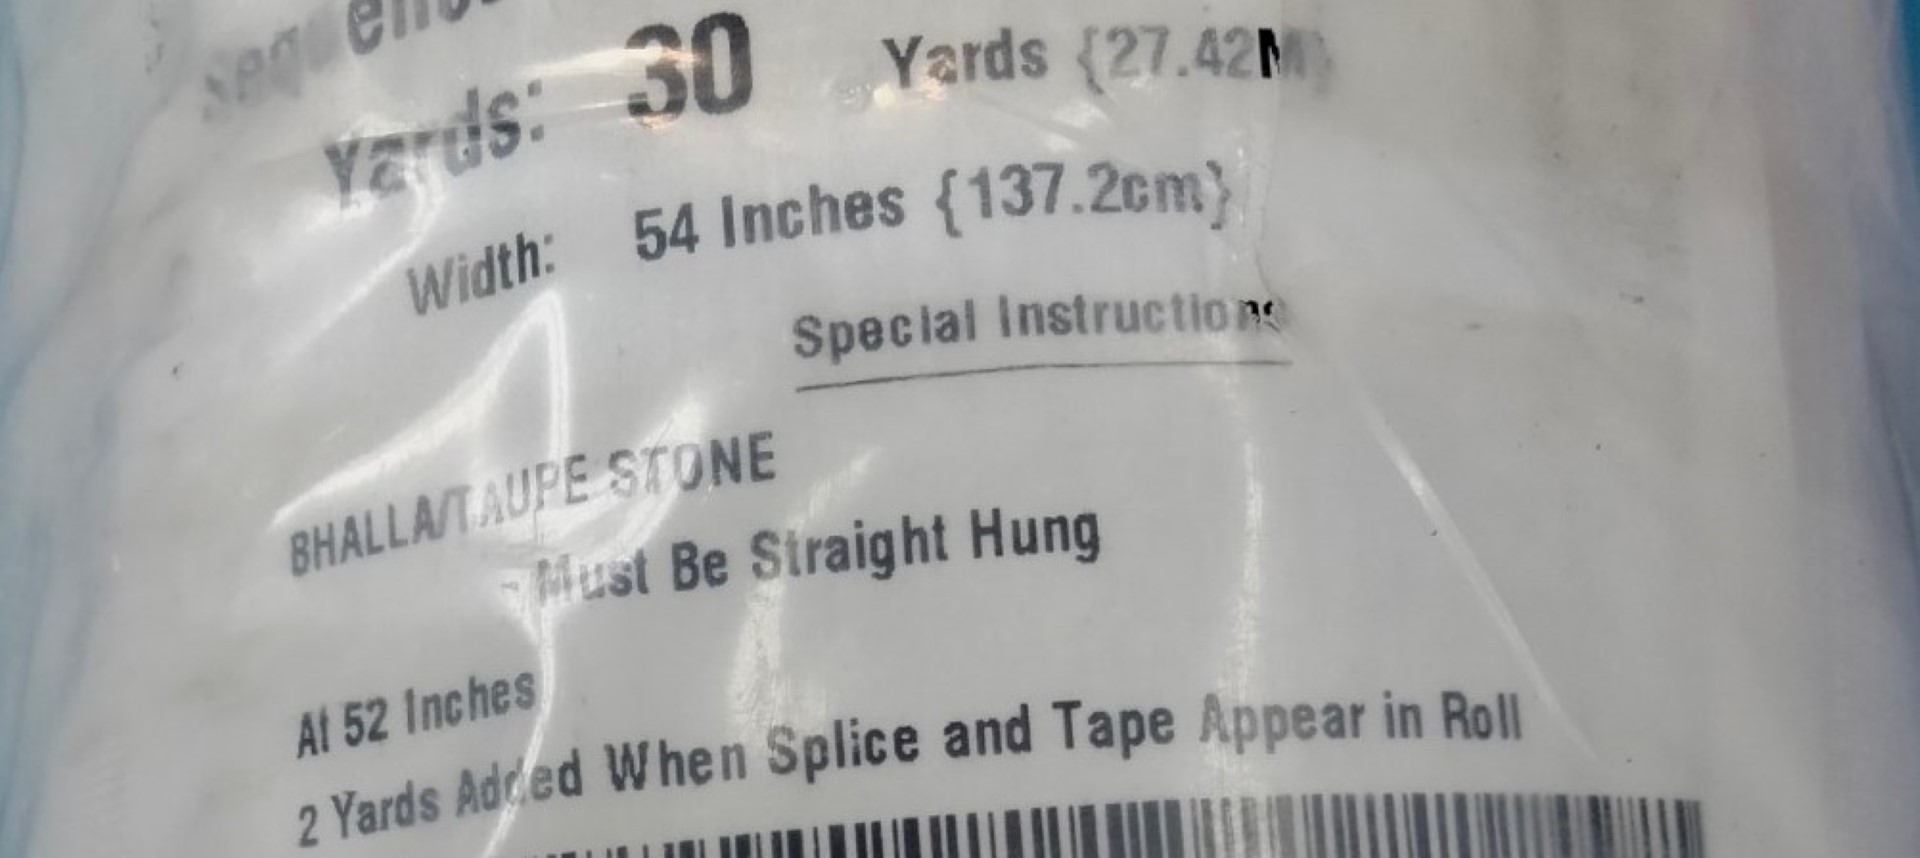 Yards: 30 Yards {27.42M}
Width: 54 Inches {137.2cm}
Special Instructions
BHALLA/TAUPE STONE
- Must Be Straight Hung
At 52 Inches
2 Yards Added When Splice and Tape Appear in Roll